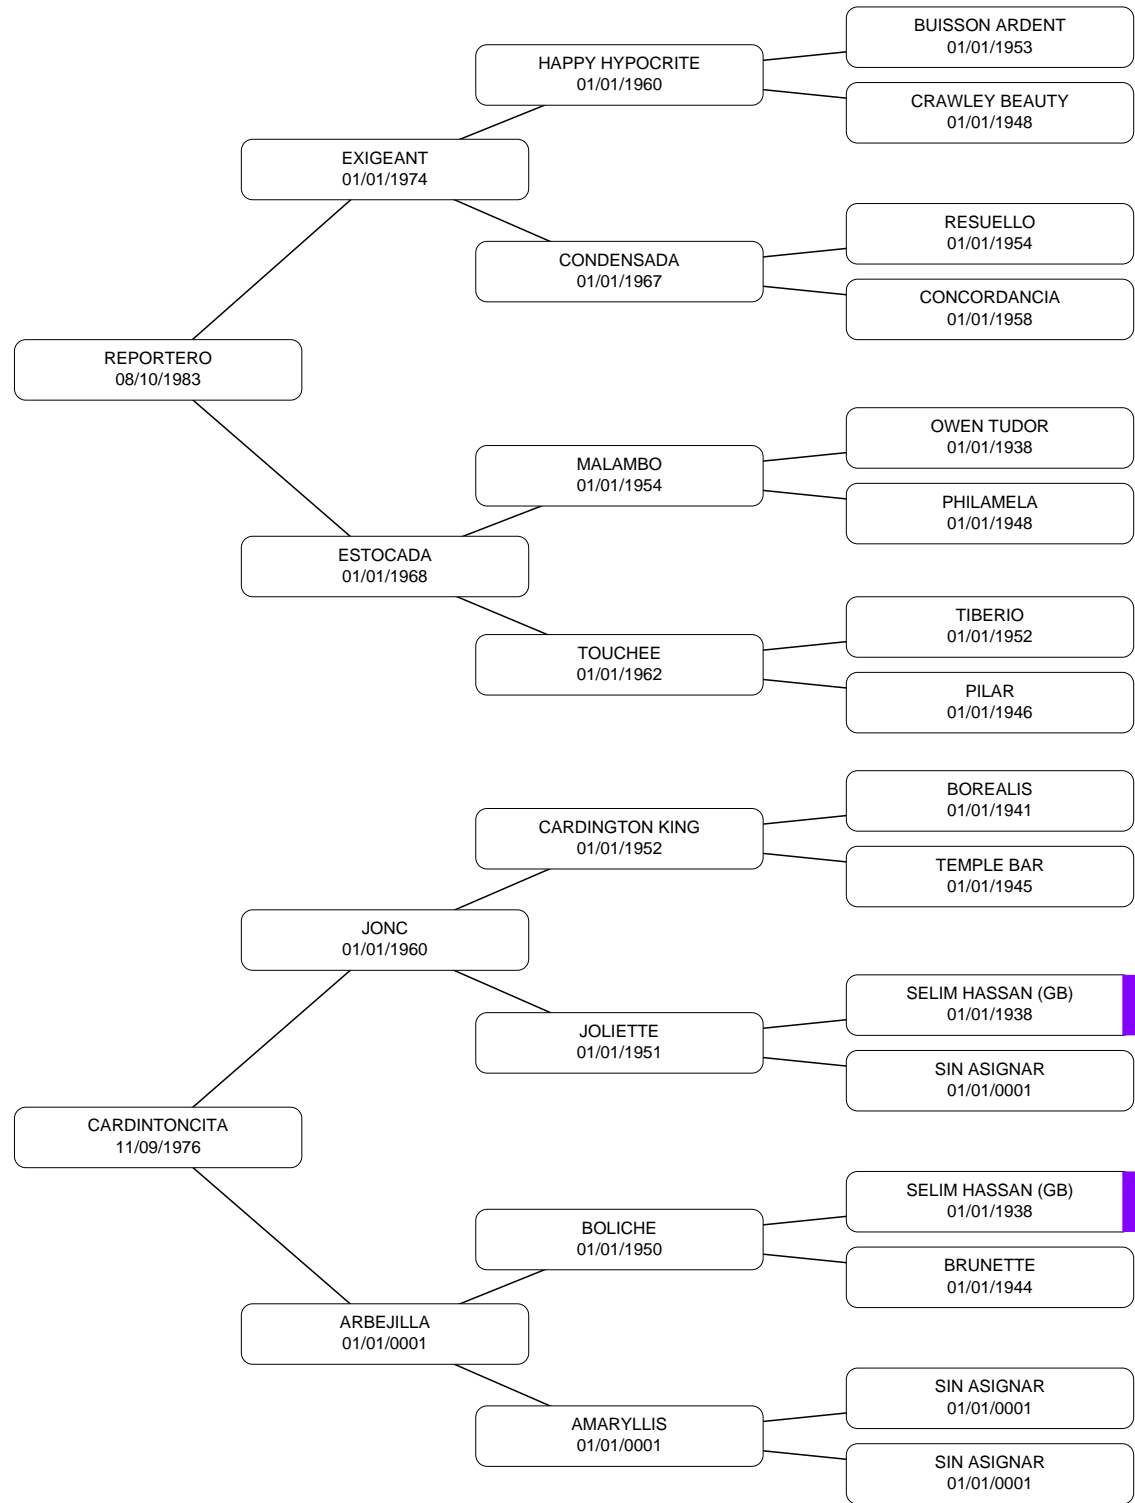 BUISSON ARDENT
01/01/1953
HAPPY HYPOCRITE
01/01/1960
CRAWLEY BEAUTY
01/01/1948
EXIGEANT
01/01/1974
RESUELLO
01/01/1954
CONDENSADA
01/01/1967
CONCORDANCIA
01/01/1958
REPORTERO
08/10/1983
OWEN TUDOR
01/01/1938
MALAMBO
01/01/1954
PHILAMELA
01/01/1948
ESTOCADA
01/01/1968
TIBERIO
01/01/1952
TOUCHEE
01/01/1962
PILAR
01/01/1946
BOREALIS
01/01/1941
CARDINGTON KING
01/01/1952
TEMPLE BAR
01/01/1945
JONC
01/01/1960
SELIM HASSAN (GB)
01/01/1938
JOLIETTE
01/01/1951
SIN ASIGNAR
01/01/0001
CARDINTONCITA
11/09/1976
SELIM HASSAN (GB)
01/01/1938
BOLICHE
01/01/1950
BRUNETTE
01/01/1944
ARBEJILLA
01/01/0001
SIN ASIGNAR
01/01/0001
AMARYLLIS
01/01/0001
SIN ASIGNAR
01/01/0001